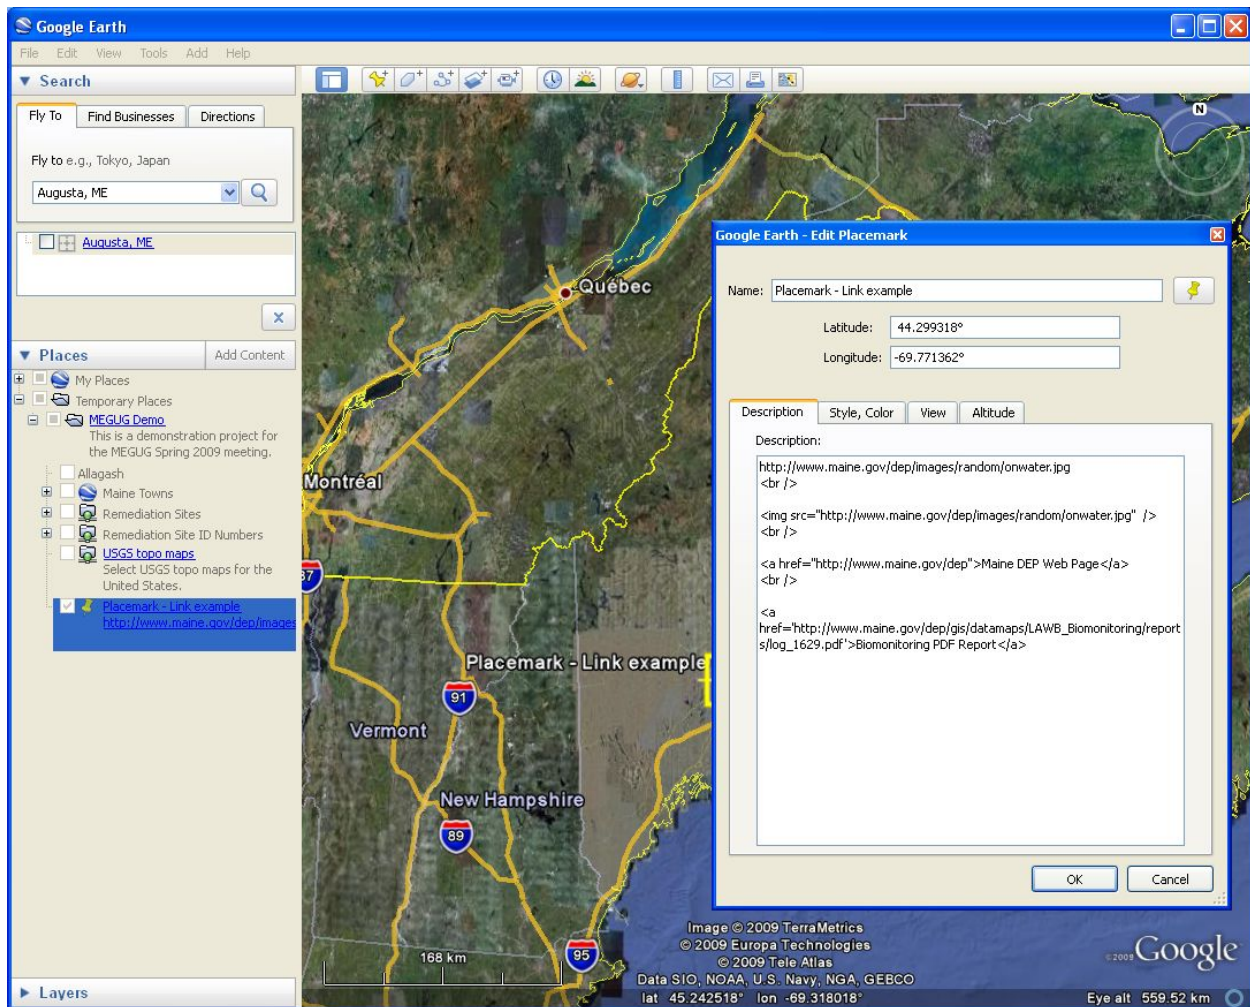 Google Earth
File Edit View Tools Add Help
Search
Fly To Find Businesses Directions
Fly to e.g., Tokyo, Japan
Augusta, ME
Augusta, ME
Places Add Content
My Places
Temporary Places
MEGUG Demo
This is a demonstration project for
the MEGUG Spring 2009 meeting.
Allagash
Maine Towns
Remediation Sites
Remediation Site ID Numbers
USGS topo maps
Select USGS topo maps for the
United States.
Placemark - Link example
http://www.maine.gov/dep/images
Layers
N
Québec
Montréal
87
Placemark - Link example
91
Vermont
New Hampshire
89
95
168 km
Google Earth - Edit Placemark
Name: Placemark - Link example
Latitude: 44.299318°
Longitude: -69.771362°
Description Style, Color View Altitude
Description:
http://www.maine.gov/dep/images/random/onwater.jpg
<br />
<img src="http://www.maine.gov/dep/images/random/onwater.jpg" />
<br />
<a href="http://www.maine.gov/dep">Maine DEP Web Page</a>
<br />
<a
href='http://www.maine.gov/dep/gis/datamaps/LAWB_Biomonitoring/report
s/log_1629.pdf'>Biomonitoring PDF Report</a>
OK Cancel
Image © 2009 TerraMetrics
© 2009 Europa Technologies
© 2009 Tele Atlas
Data SIO, NOAA, U.S. Navy, NGA, GEBCO
©2009 Google
lat 45.242518° lon -69.318018° Eye alt 559.52 km